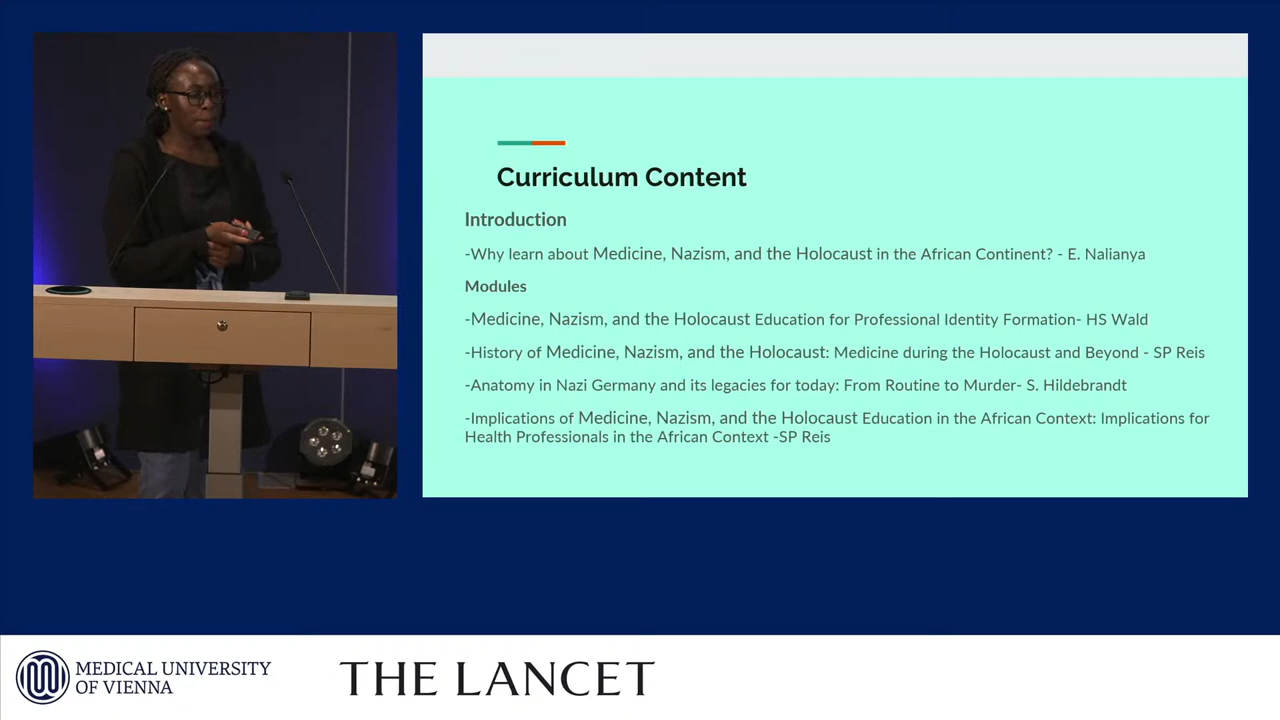 Curriculum Content
Introduction
-Why learn about Medicine, Nazism, and the Holocaust in the African Continent? - E. Nalianya
Modules
-Medicine, Nazism, and the Holocaust Education for Professional Identity Formation- HS Wald
-History of Medicine, Nazism, and the Holocaust: Medicine during the Holocaust and Beyond - SP Reis
-Anatomy in Nazi Germany and its legacies for today: From Routine to Murder- S. Hildebrandt
-Implications of Medicine, Nazism, and the Holocaust Education in the African Context: Implications for
Health Professionals in the African Context -SP Reis
MEDICAL UNIVERSITY
OF VIENNA
THE LANCET